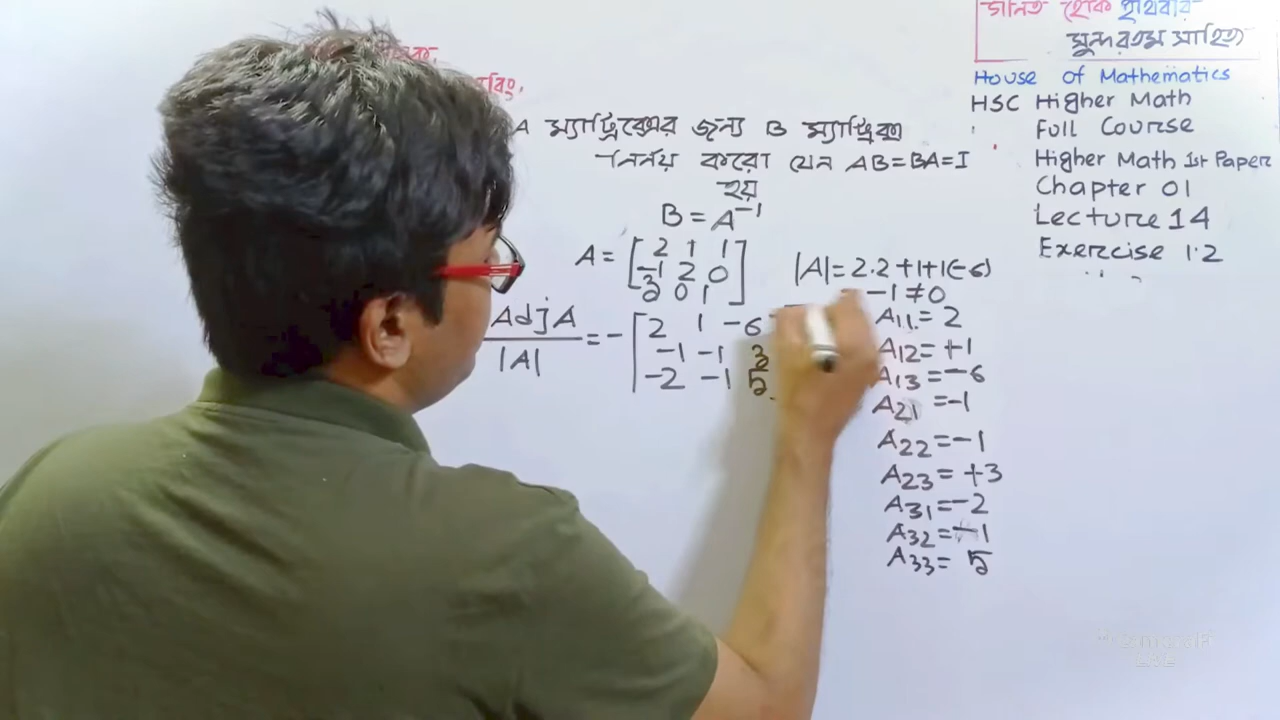 গনিত হোক পৃথিবীর
সুন্দরতম সাহিত্য
House of Mathematics
HSC Higher Math
Full Course
Higher Math 1st Paper
Chapter 01
Lecture 14
Exercise 1.2
A ম্যাট্রিক্সের জন্য B ম্যাট্রিক্স
নির্নয় করো যেন AB=BA=I
হয়
B = A⁻¹
A = [2 1 1
-1 2 0
3 0 1]
|A|= 2.2+1+1(-6)
-1 ≠0
AdjA
|A|
= - [2 1 -6
-1 -1 3
-2 -1 5
A11 = 2
A12 = +1
A13 = -6
A21 = -1
A22 = -1
A23 = +3
A31 = -2
A32 = -1
A33 = 5